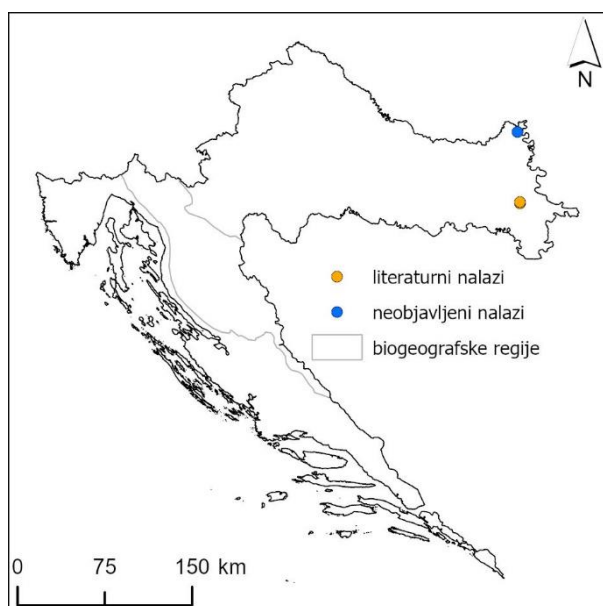 N
literaturni nalazi
neobjavljeni nalazi
biogeografske regije
0 75 150 km